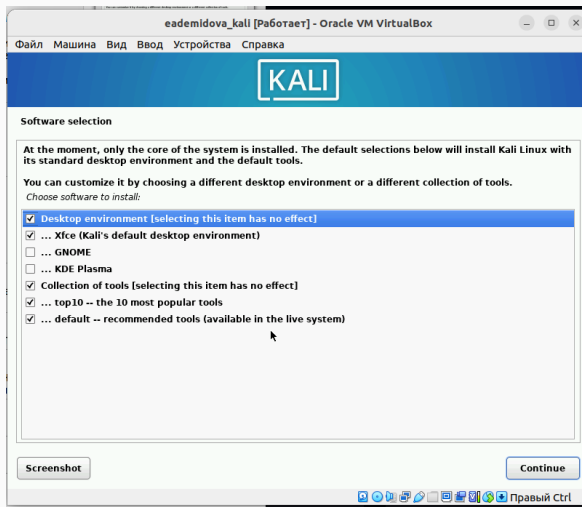 eademidova_kali [Работает] - Oracle VM VirtualBox
Файл Машина Вид Ввод Устройства Справка
KALI
Software selection
At the moment, only the core of the system is installed. The default selections below will install Kali Linux with
its standard desktop environment and the default tools.
You can customize it by choosing a different desktop environment or a different collection of tools.
Choose software to install:
Desktop environment [selecting this item has no effect]
... Xfce (Kali's default desktop environment)
... GNOME
... KDE Plasma
Collection of tools [selecting this item has no effect]
... top10 -- the 10 most popular tools
... default -- recommended tools (available in the live system)
Screenshot
Continue
Правый Ctrl